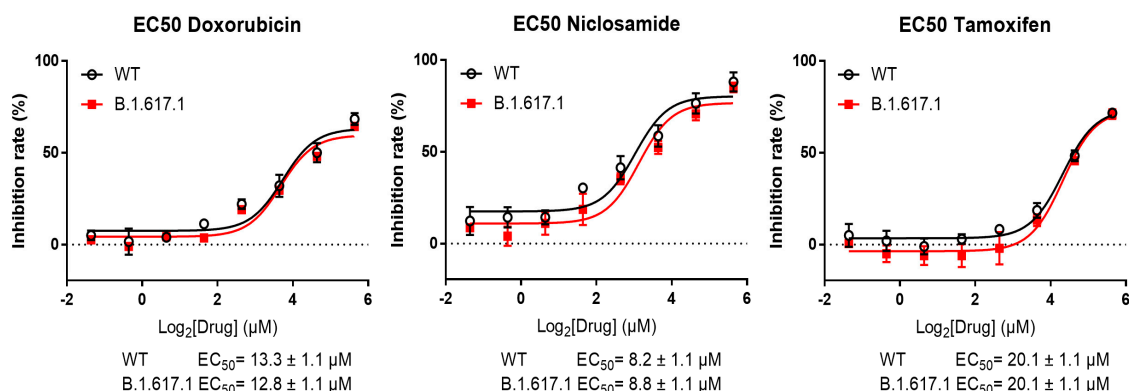 EC50 Doxorubicin
Inhibition rate (%)
100
50
0
WT
B.1.617.1
-2 0 2 4 6
Log2[Drug] (µM)
WT EC50= 13.3 ± 1.1 µM
B.1.617.1 EC50= 12.8 ± 1.1 µM
EC50 Niclosamide
Inhibition rate (%)
100
50
0
WT
B.1.617.1
-2 0 2 4 6
Log2[Drug] (µM)
WT EC50= 8.2 ± 1.1 µM
B.1.617.1 EC50= 8.8 ± 1.1 µM
EC50 Tamoxifen
Inhibition rate (%)
100
50
0
WT
B.1.617.1
-2 0 2 4 6
Log2[Drug] (µM)
WT EC50= 20.1 ± 1.1 µM
B.1.617.1 EC50= 20.1 ± 1.1 µM